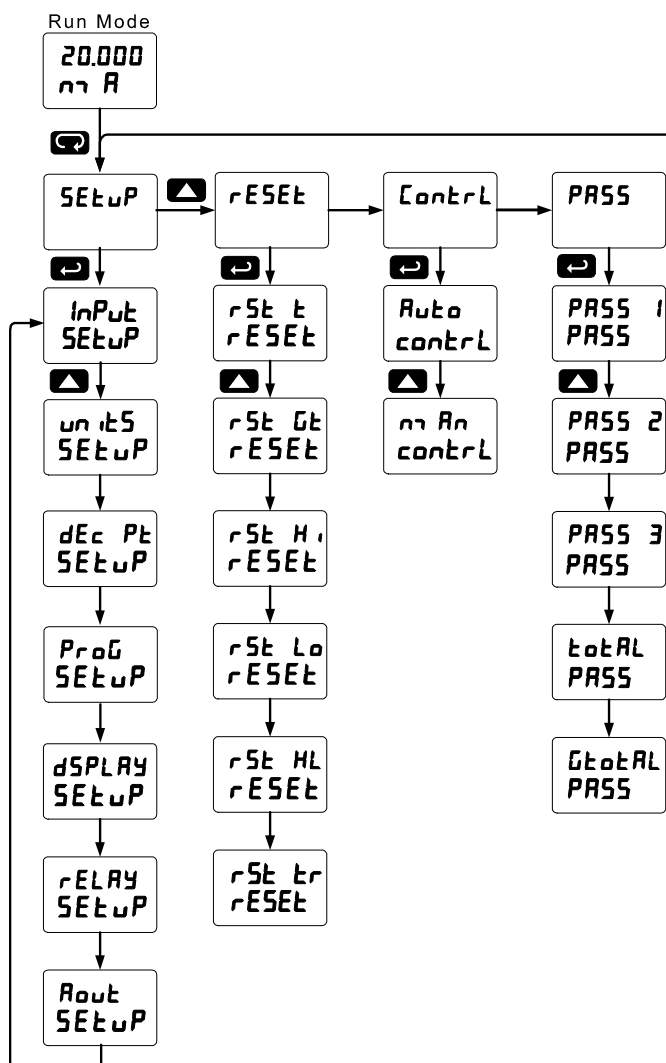 Run Mode
20.000
mA
SEtuP
rESEt
ContrL
PASS
InPut
SEtuP
rSt t
rESEt
Auto
contrL
PASS 1
PASS
unitS
SEtuP
rSt Gt
rESEt
mAn
contrL
PASS 2
PASS
dEc Pt
SEtuP
rSt Hi
rESEt
PASS 3
PASS
ProG
SEtuP
rSt Lo
rESEt
totAL
PASS
dSPLAY
SEtuP
rSt HL
rESEt
GtotAL
PASS
rELAY
SEtuP
rSt tr
rESEt
Aout
SEtuP